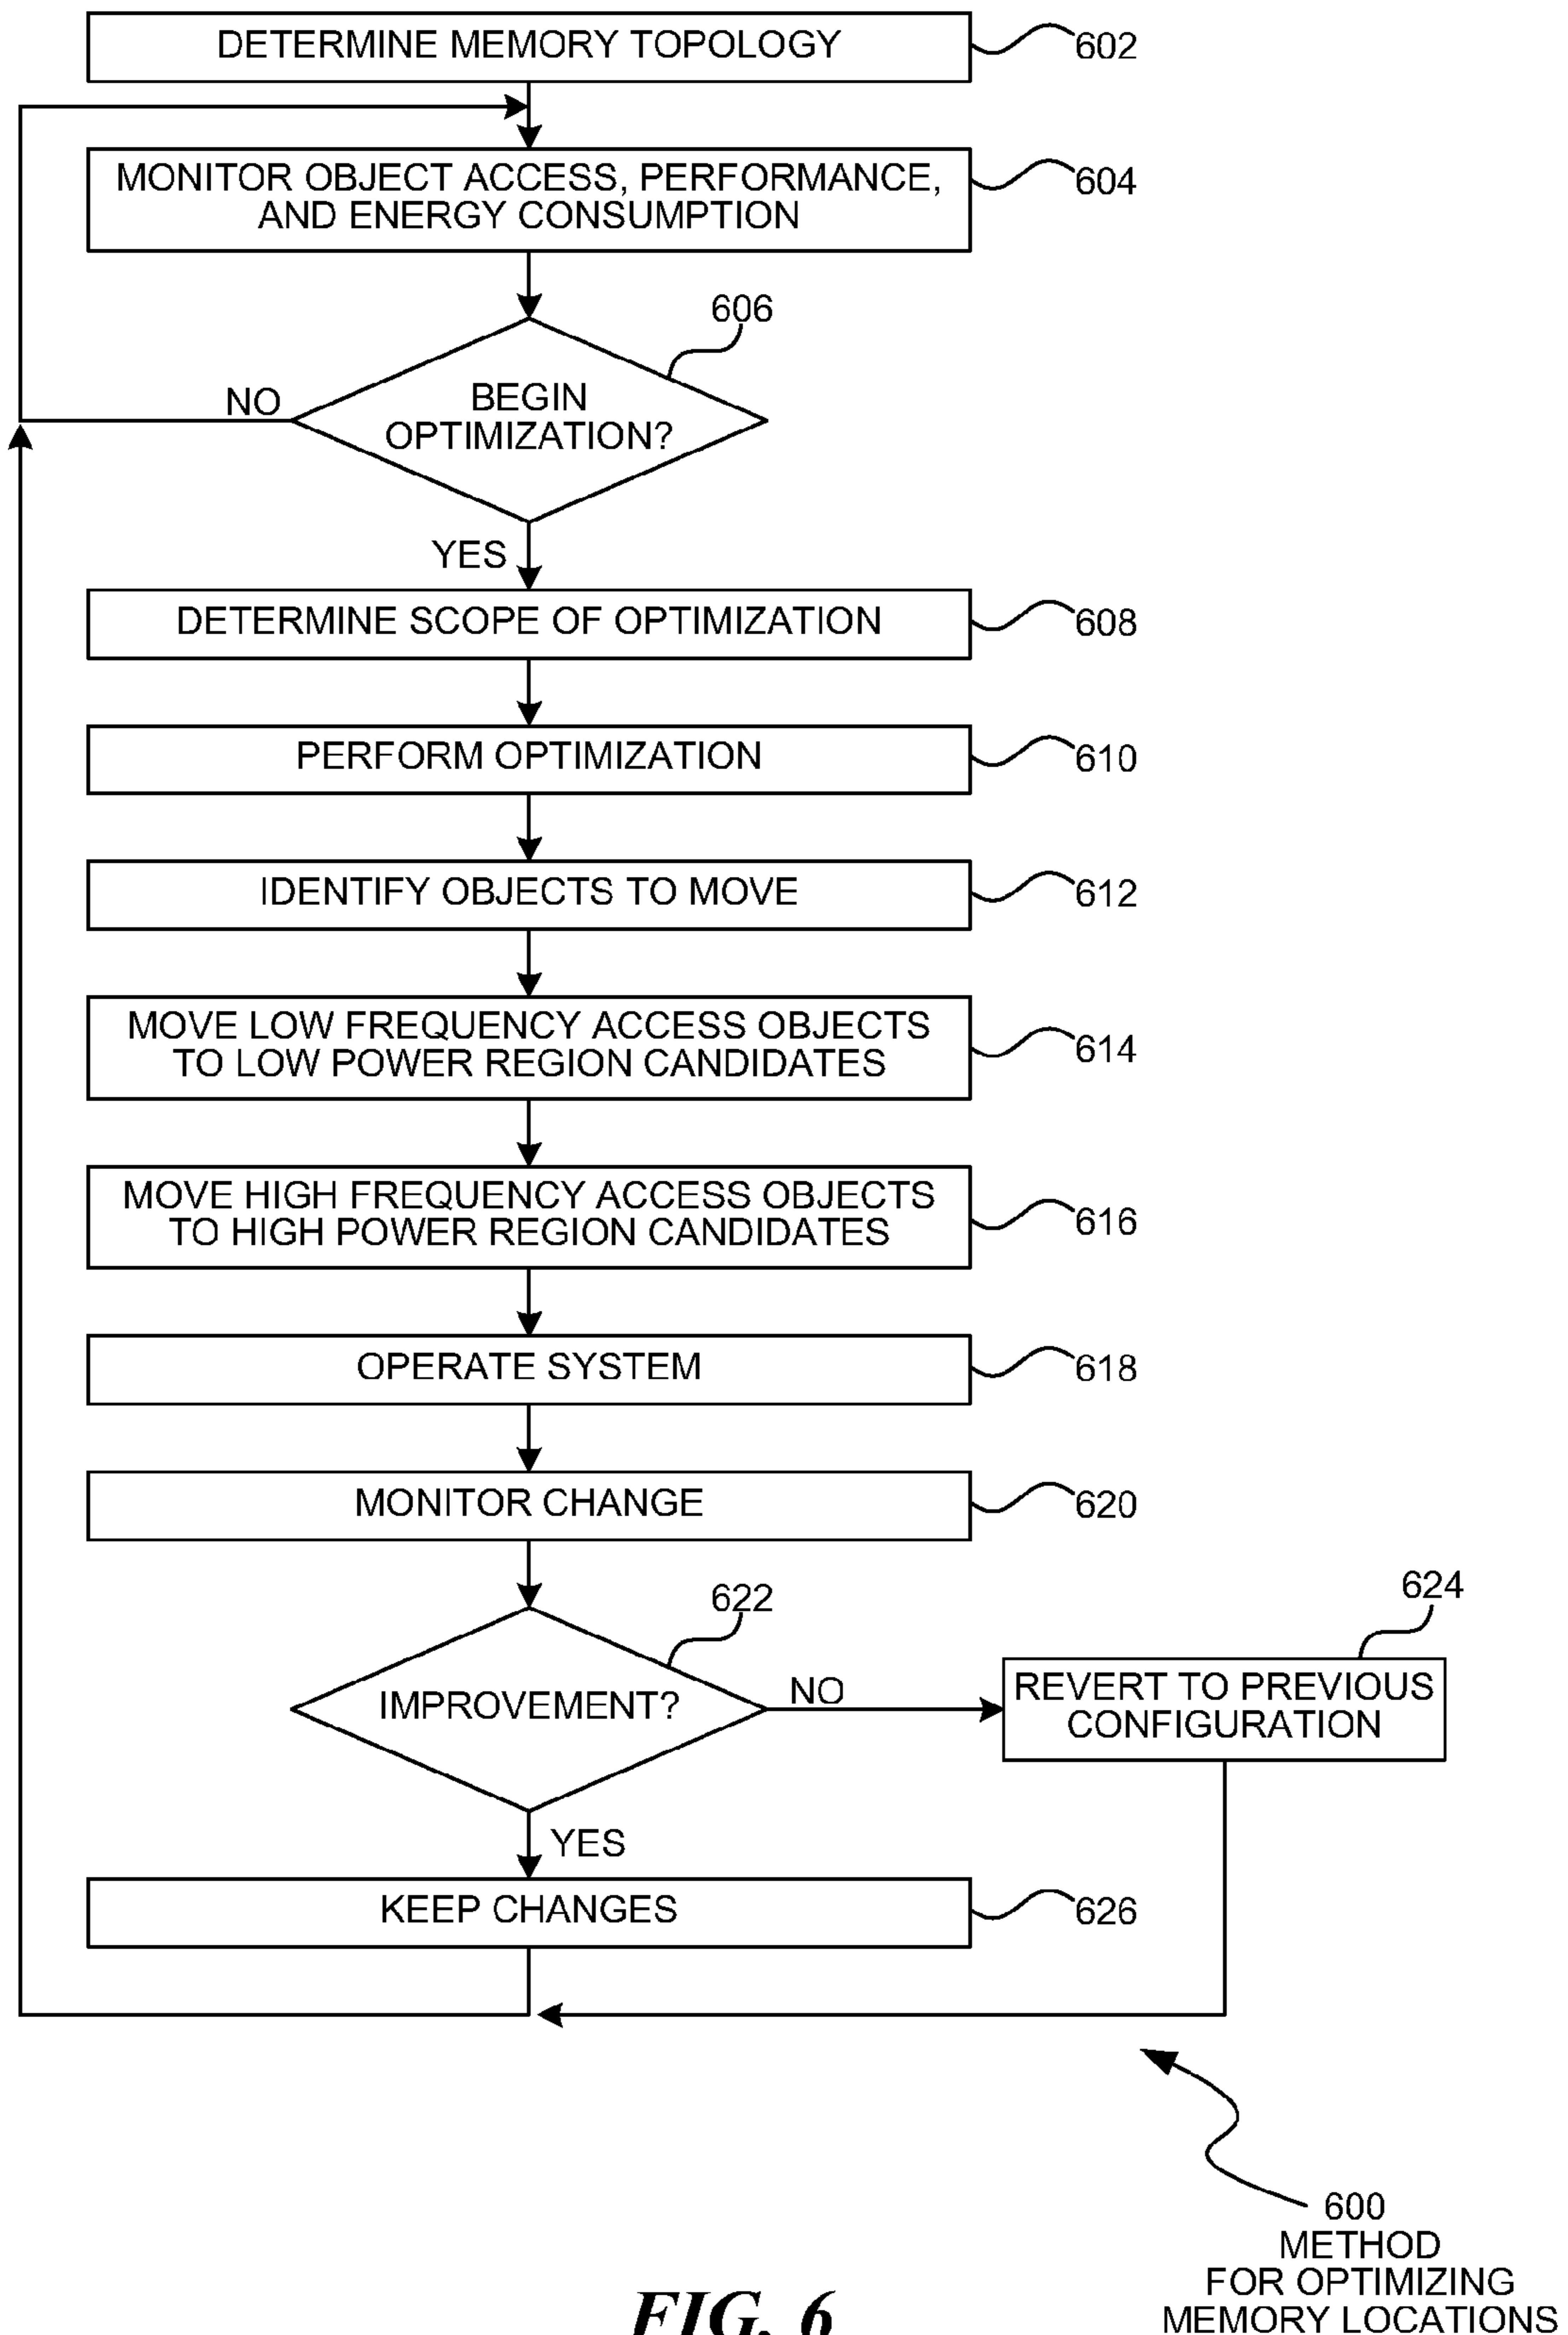 DETERMINE MEMORY TOPOLOGY
602
MONITOR OBJECT ACCESS, PERFORMANCE,
AND ENERGY CONSUMPTION
604
606
BEGIN
OPTIMIZATION?
NO
YES
DETERMINE SCOPE OF OPTIMIZATION
608
PERFORM OPTIMIZATION
610
IDENTIFY OBJECTS TO MOVE
612
MOVE LOW FREQUENCY ACCESS OBJECTS
TO LOW POWER REGION CANDIDATES
614
MOVE HIGH FREQUENCY ACCESS OBJECTS
TO HIGH POWER REGION CANDIDATES
616
OPERATE SYSTEM
618
MONITOR CHANGE
620
622
IMPROVEMENT?
NO
624
REVERT TO PREVIOUS
CONFIGURATION
YES
KEEP CHANGES
626
600
METHOD
FOR OPTIMIZING
MEMORY LOCATIONS
FIG. 6